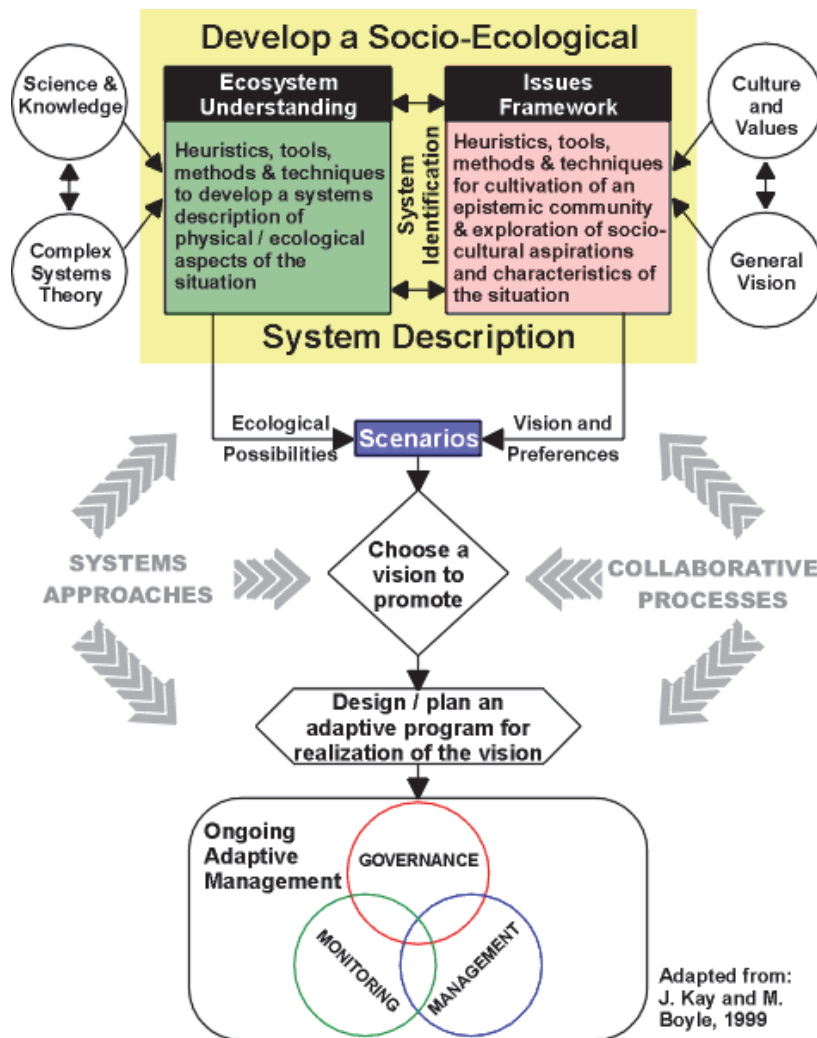 Develop a Socio-Ecological
Science &
Knowledge
Complex
Systems
Theory
Ecosystem
Understanding
Heuristics, tools,
methods & techniques
to develop a systems
description of
physical / ecological
aspects of the
situation
System
Identification
Issues
Framework
Heuristics, tools,
methods & techniques
for cultivation of an
epistemic community
& exploration of socio-
cultural aspirations
and characteristics of
the situation
Culture
and
Values
General
Vision
System Description
Ecological
Possibilities
Scenarios
Vision and
Preferences
SYSTEMS
APPROACHES
Choose a
vision to
promote
COLLABORATIVE
PROCESSES
Design / plan an
adaptive program for
realization of the vision
Ongoing
Adaptive
Management
GOVERNANCE
MONITORING
MANAGEMENT
Adapted from:
J. Kay and M.
Boyle, 1999